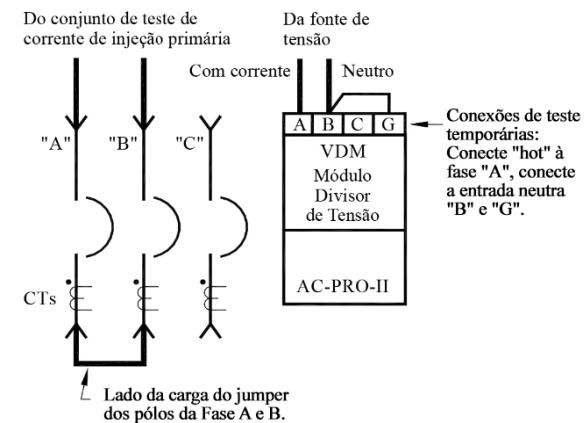 Do conjunto de teste de
corrente de injeção primária
Da fonte de
tensão
Com corrente
Neutro
"A"
"B"
"C"
A B C G
VDM
Módulo
Divisor
de Tensão
AC-PRO-II
Conexões de teste
temporárias:
Conecte "hot" à
fase "A", conecte
a entrada neutra
"B" e "G".
CTs
Lado da carga do jumper
dos pólos da Fase A e B.